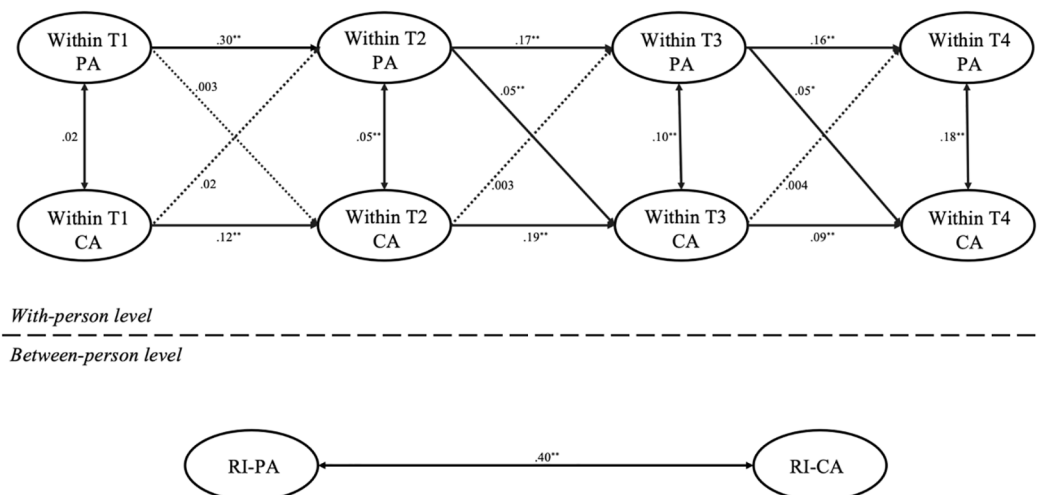 Within T1
PA
.30**
Within T2
PA
.17**
Within T3
PA
.16**
Within T4
PA
.003
.05**
.05*
.02
.05**
.10**
.18**
.02
.003
.004
Within T1
CA
.12**
Within T2
CA
.19**
Within T3
CA
.09**
Within T4
CA
With-person level
Between-person level
RI-PA
.40**
RI-CA